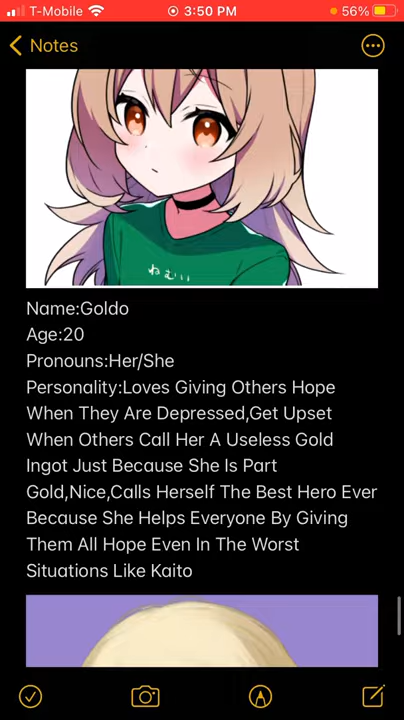 T-Mobile 3:50 PM 56%
Notes
ねむい
Name:Goldo
Age:20
Pronouns:Her/She
Personality:Loves Giving Others Hope
When They Are Depressed,Get Upset
When Others Call Her A Useless Gold
Ingot Just Because She Is Part
Gold,Nice,Calls Herself The Best Hero Ever
Because She Helps Everyone By Giving
Them All Hope Even In The Worst
Situations Like Kaito